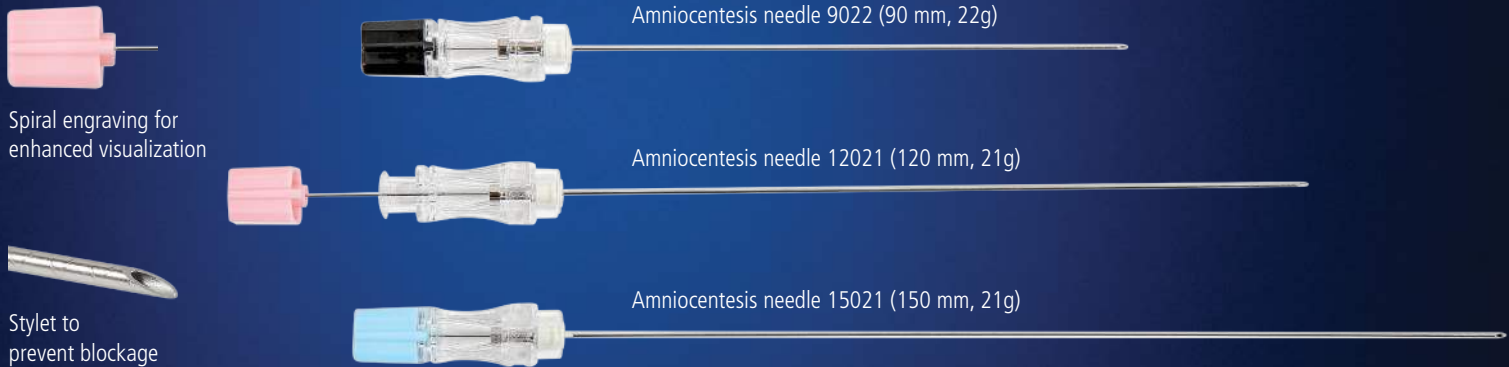 Amniocentesis needle 9022 (90 mm, 22g)
Spiral engraving for
enhanced visualization
Amniocentesis needle 12021 (120 mm, 21g)
Amniocentesis needle 15021 (150 mm, 21g)
Stylet to
prevent blockage